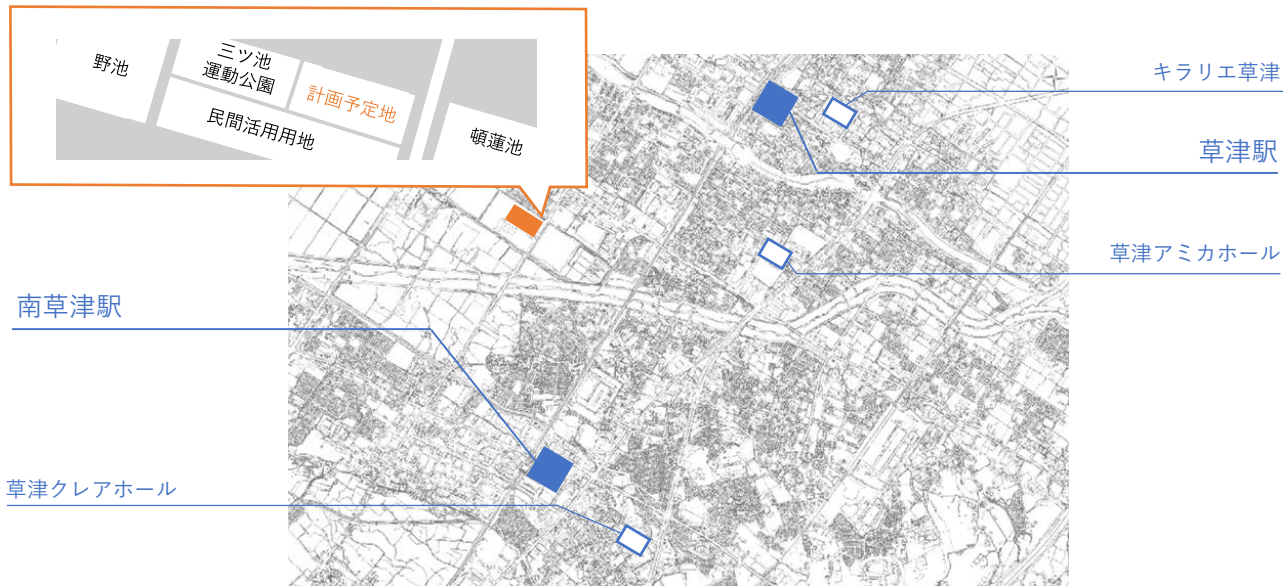 野池
三ツ池
運動公園
計画予定地
民間活用用地
頓蓮池
キラリエ草津
草津駅
草津アミカホール
南草津駅
草津クレアホール